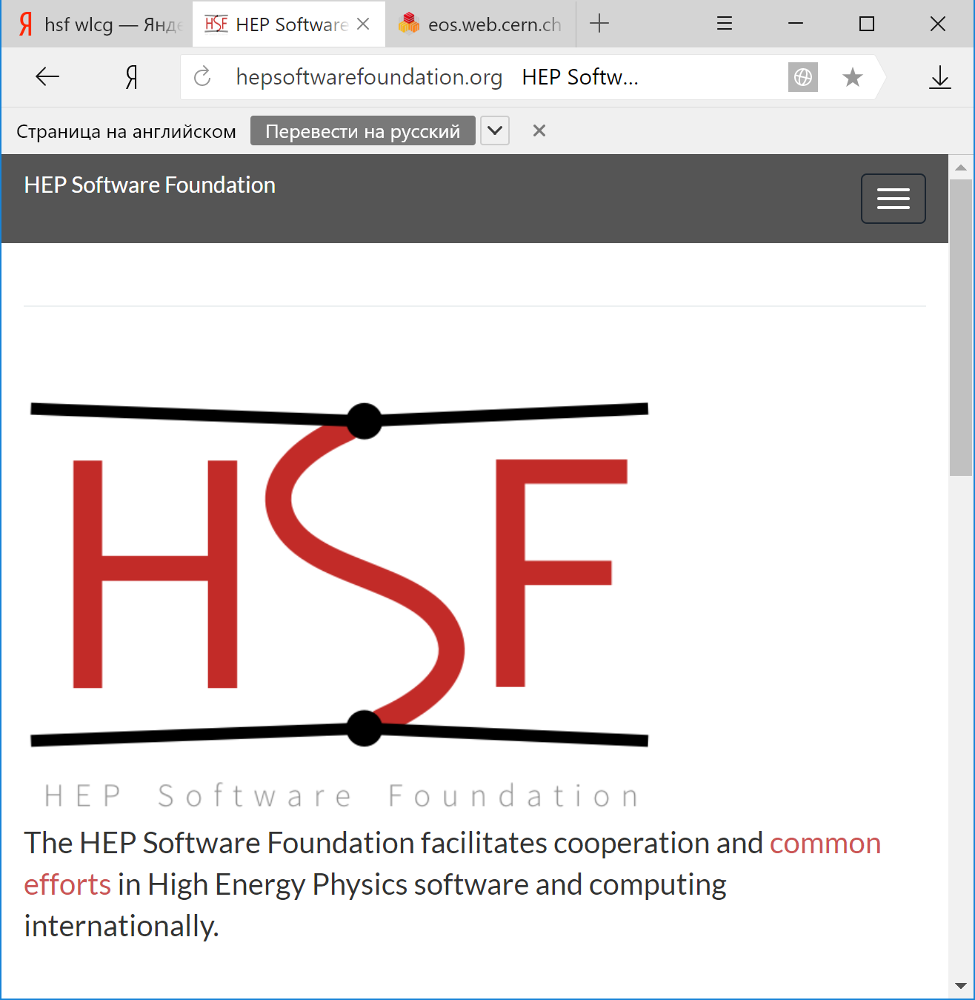 Я hsf wlcg — Янде
HSF HEP Software
eos.web.cern.ch
Я hepsoftwarefoundation.org HEP Softw...
Страница на английском Перевести на русский
HEP Software Foundation
HSF
HEP Software Foundation
The HEP Software Foundation facilitates cooperation and common
efforts in High Energy Physics software and computing
internationally.